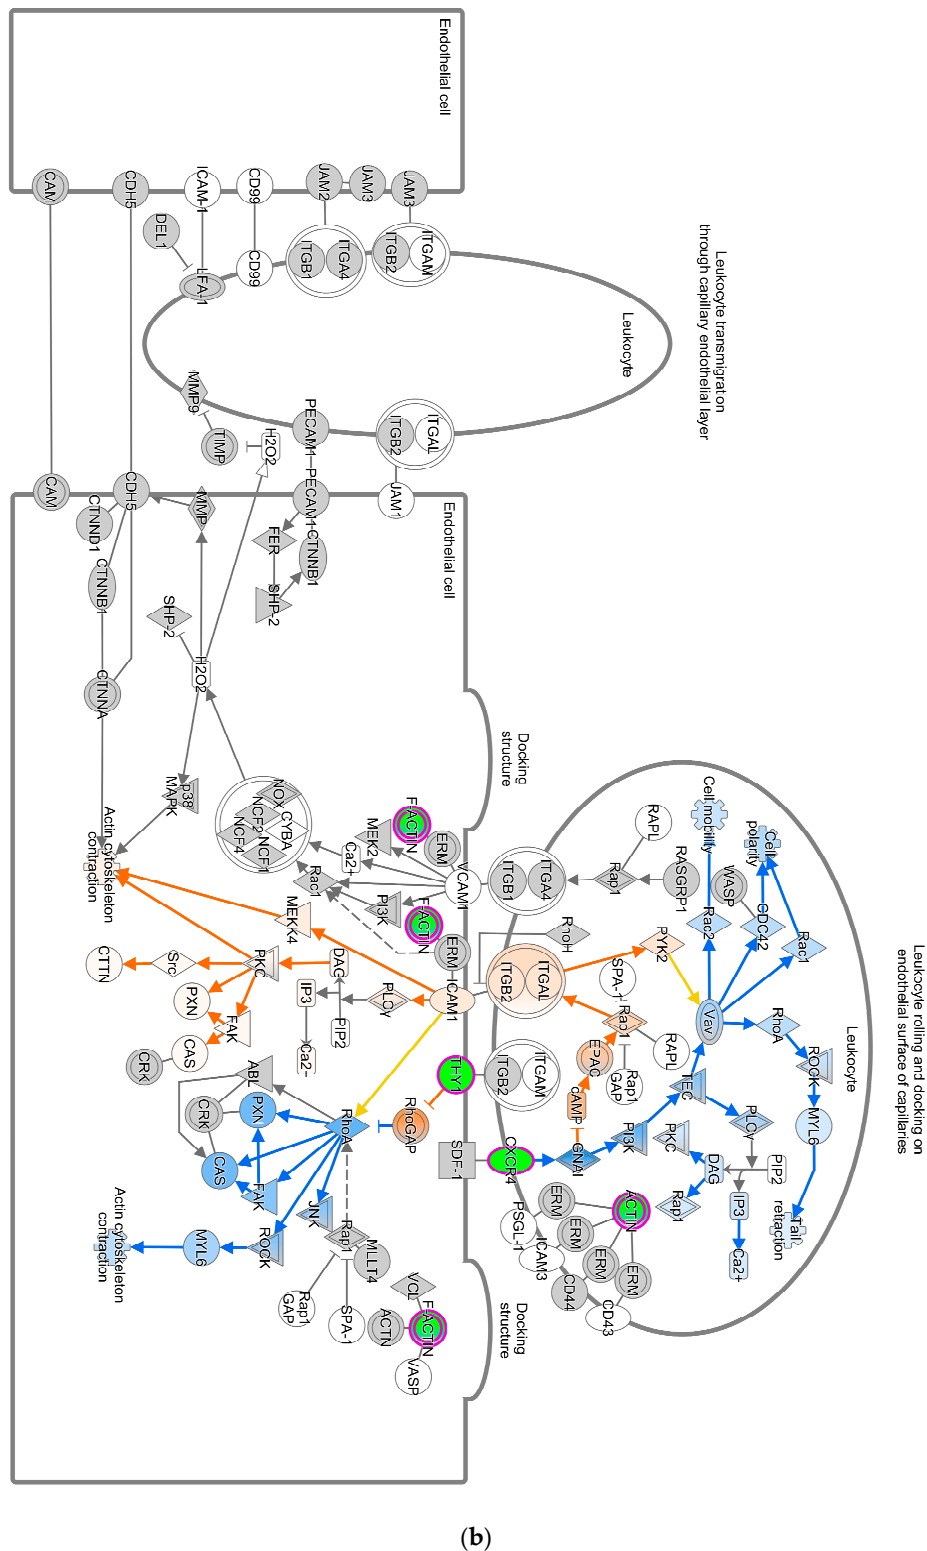 Leukocyte rolling and docking on
endothelial surface of capillaries
Leukocyte
Cell mobility
Cell
polarity
Rac2
WASP
CDC42
Rac1
RAPL
Rap1
RASGRP1
RhoH
PYK2
SPA-1
Vav
RhoA
ROCK
MYL6
Tail
retraction
Rap1
RAPL
Rap1
GAP
EPAC
cAMP
TEC
PLCγ
PIP2
PI3K
PKC
DAG
IP3
Ca2+
Rap1
GNAI
CXCR4
SDF-1
ACTIN
ERM
ERM
ERM
ERM
PSGL-1
ICAM3
CD44
CD43
ITGA4
ITGB1
ITGAL
ITGB2
ITGAM
ITGB2
Docking
structure
Docking
structure
Leukocyte transmigration
through capillary endothelial layer
Leukocyte
Endothelial cell
CAM
CDH5
ICAM-1
CD99
JAM2
JAM3
JAM3
DEL1
LFA-1
CD99
ITGB1
ITGA4
ITGB2
ITGAM
MMP9
TIMP
H2O2
PECAM1
PECAM1
ITGAL
ITGB2
JAM1
CAM
CDH5
Endothelial cell
CTNND1
CTNNB1
CTNNA
MMP
SHP-2
H2O2
FER
SHP-2
CTNNB1
p38
MAPK
Actin cytoskeleton
contraction
NOX
CYBA
NCF2
NCF1
NCF4
Rac1
Ca2+
MEK2
F-ACTIN
ERM
VCAM1
PI3K
F-ACTIN
ERM
ICAM1
MEKK4
PKC
DAG
PIP2
IP3
Ca2+
PLCγ
Src
CTTN
PXN
FAK
CAS
CRK
THY1
RhoGAP
RhoA
ABL
PXN
CRK
CAS
FAK
JNK
ROCK
MYL6
Actin cytoskeleton
contraction
Rap1
MLLT4
Rap1
GAP
SPA-1
VCL
F-ACTIN
ACTN
VASP
(b)